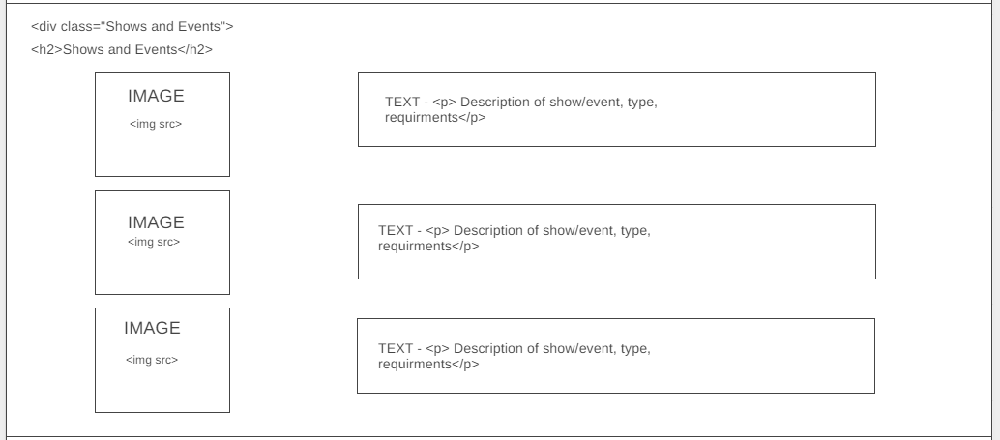 <div class="Shows and Events">
<h2>Shows and Events</h2>
IMAGE
<img src>
TEXT - <p> Description of show/event, type,
requirments</p>
IMAGE
<img src>
TEXT - <p> Description of show/event, type,
requirments</p>
IMAGE
<img src>
TEXT - <p> Description of show/event, type,
requirments</p>